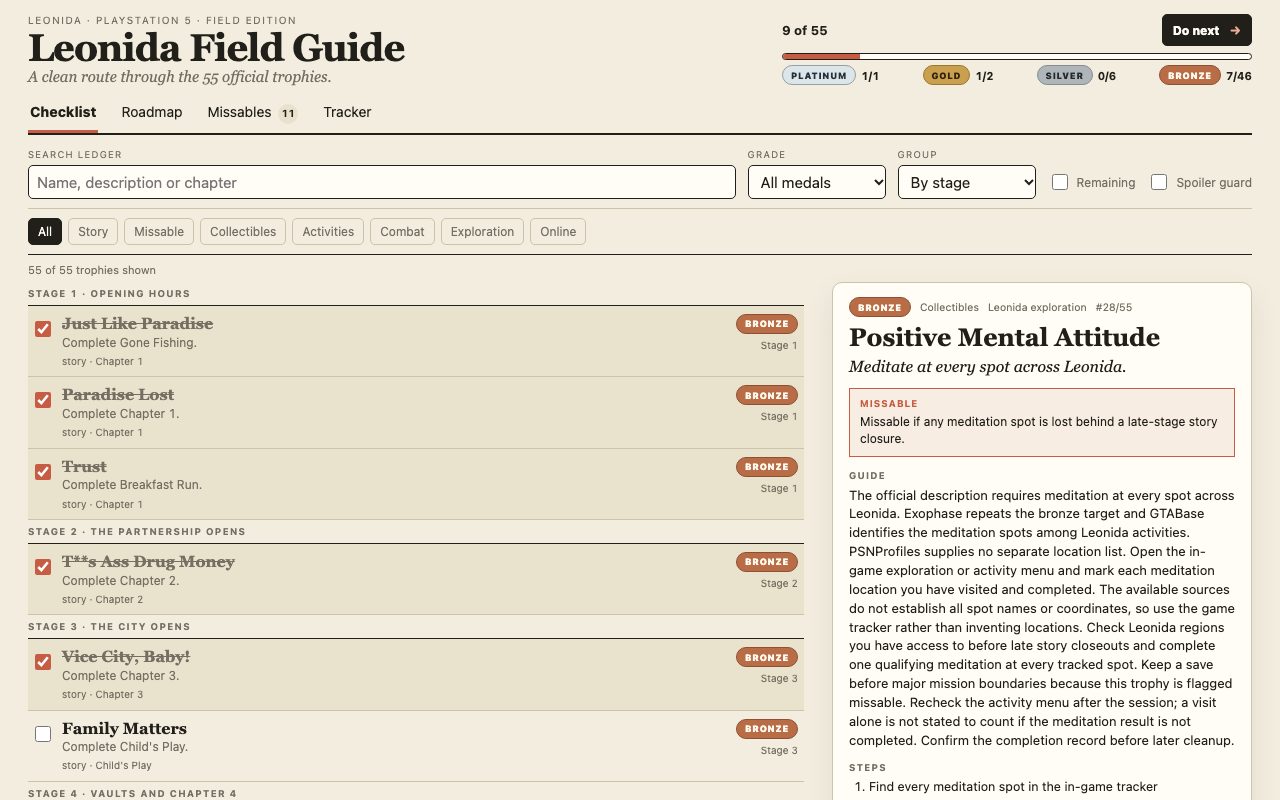 LEONIDA · PLAYSTATION 5 · FIELD EDITION
Leonida Field Guide
A clean route through the 55 official trophies.
9 of 55
Do next →
PLATINUM 1/1
GOLD 1/2
SILVER 0/6
BRONZE 7/46
Checklist
Roadmap
Missables 11
Tracker
SEARCH LEDGER
Name, description or chapter
GRADE
All medals
GROUP
By stage
Remaining
Spoiler guard
All
Story
Missable
Collectibles
Activities
Combat
Exploration
Online
55 of 55 trophies shown
STAGE 1 · OPENING HOURS
Just Like Paradise
Complete Gone Fishing.
story · Chapter 1
BRONZE
Stage 1
Paradise Lost
Complete Chapter 1.
story · Chapter 1
BRONZE
Stage 1
Trust
Complete Breakfast Run.
story · Chapter 1
BRONZE
Stage 1
STAGE 2 · THE PARTNERSHIP OPENS
T**s Ass Drug Money
Complete Chapter 2.
story · Chapter 2
BRONZE
Stage 2
STAGE 3 · THE CITY OPENS
Vice City, Baby!
Complete Chapter 3.
story · Chapter 3
BRONZE
Stage 3
Family Matters
Complete Child's Play.
story · Child's Play
BRONZE
Stage 3
STAGE 4 · VAULTS AND CHAPTER 4
BRONZE Collectibles Leonida exploration #28/55
Positive Mental Attitude
Meditate at every spot across Leonida.
MISSABLE
Missable if any meditation spot is lost behind a late-stage story
closure.
GUIDE
The official description requires meditation at every spot across
Leonida. Exophase repeats the bronze target and GTABase
identifies the meditation spots among Leonida activities.
PSNProfiles supplies no separate location list. Open the in-
game exploration or activity menu and mark each meditation
location you have visited and completed. The available sources
do not establish all spot names or coordinates, so use the game
tracker rather than inventing locations. Check Leonida regions
you have access to before late story closeouts and complete
one qualifying meditation at every tracked spot. Keep a save
before major mission boundaries because this trophy is flagged
missable. Recheck the activity menu after the session; a visit
alone is not stated to count if the meditation result is not
completed. Confirm the completion record before later cleanup.
STEPS
1. Find every meditation spot in the in-game tracker